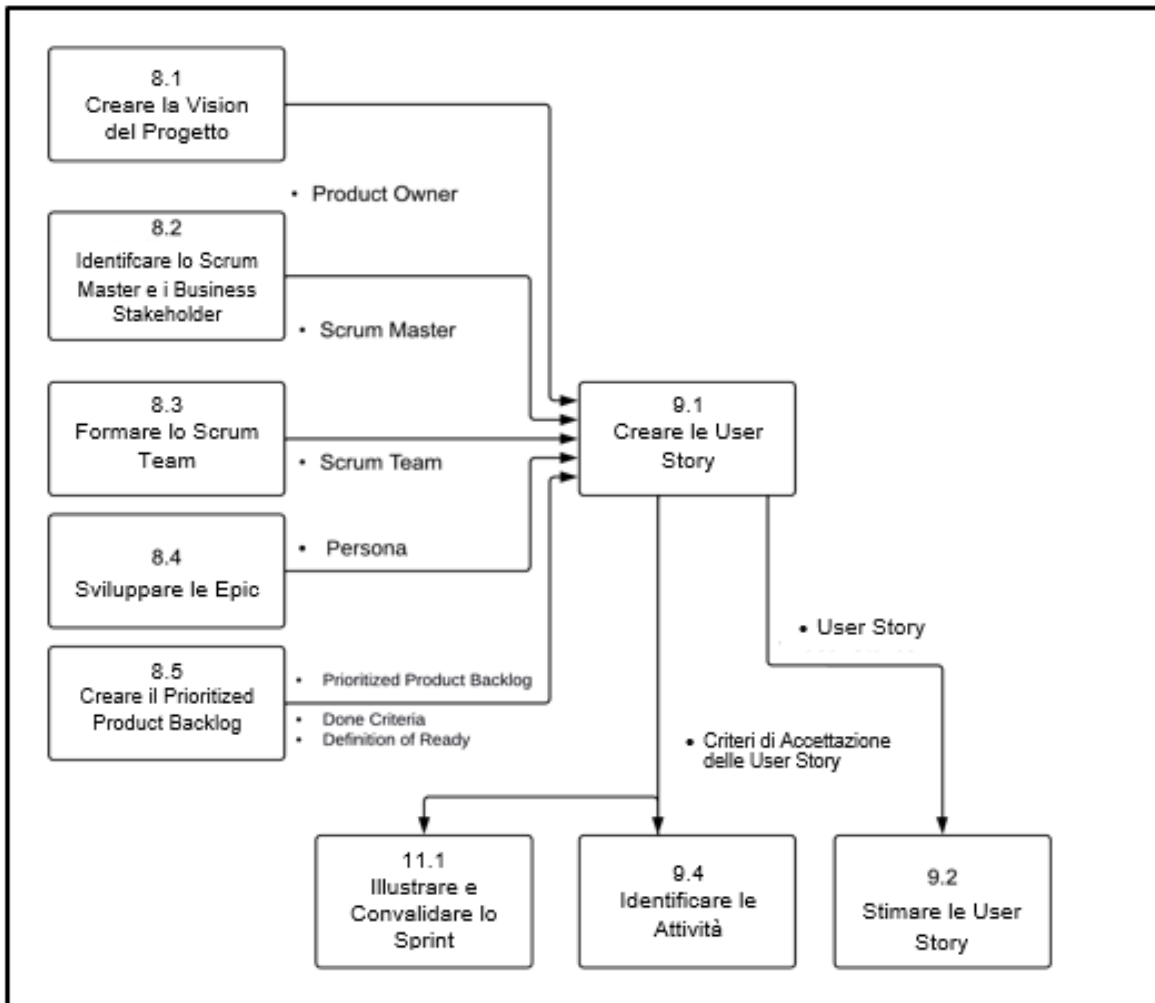 8.1
Creare la Vision
del Progetto
• Product Owner
8.2
Identifcare lo Scrum
Master e i Business
Stakeholder
• Scrum Master
8.3
Formare lo Scrum
Team
• Scrum Team
9.1
Creare le User
Story
8.4
Sviluppare le Epic
• Persona
8.5
Creare il Prioritized
Product Backlog
• Prioritized Product Backlog
• Done Criteria
• Definition of Ready
• User Story
• Criteri di Accettazione
delle User Story
11.1
Illustrare e
Convalidare lo
Sprint
9.4
Identificare le
Attività
9.2
Stimare le User
Story